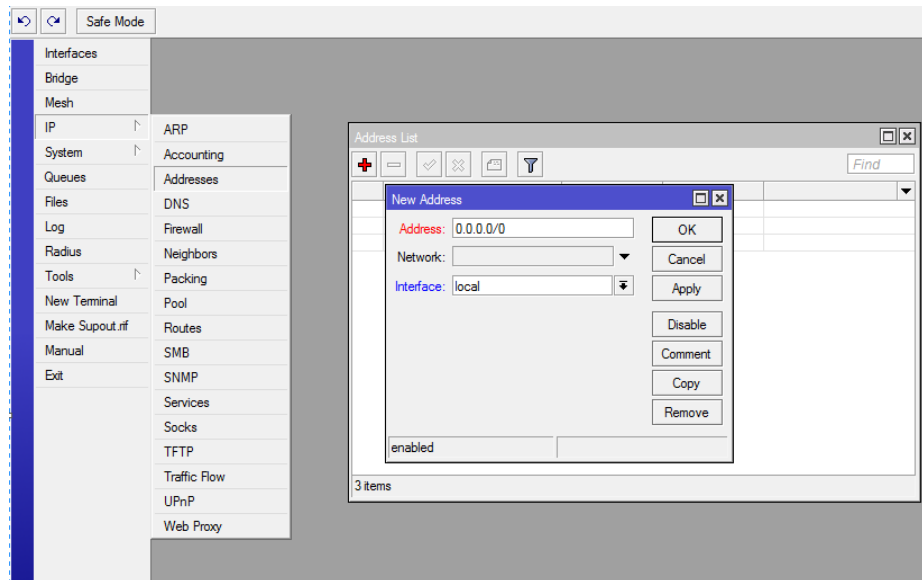 Safe Mode
Interfaces
Bridge
Mesh
IP
System
Queues
Files
Log
Radius
Tools
New Terminal
Make Supout.rif
Manual
Exit
ARP
Accounting
Addresses
DNS
Firewall
Neighbors
Packing
Pool
Routes
SMB
SNMP
Services
Socks
TFTP
Traffic Flow
UPnP
Web Proxy
Address List
Find
New Address
Address: 0.0.0.0/0
Network:
Interface: local
OK
Cancel
Apply
Disable
Comment
Copy
Remove
enabled
3 items